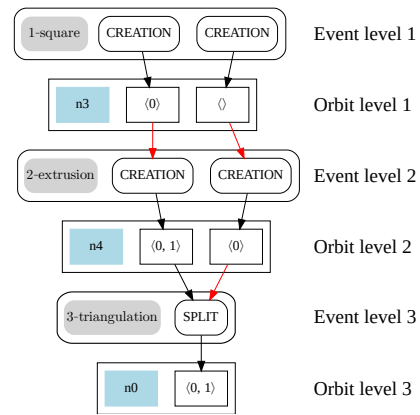 1-square CREATION CREATION Event level 1
n3 ⟨0⟩ ⟨⟩ Orbit level 1
2-extrusion CREATION CREATION Event level 2
n4 ⟨0, 1⟩ ⟨0⟩ Orbit level 2
3-triangulation SPLIT Event level 3
n0 ⟨0, 1⟩ Orbit level 3